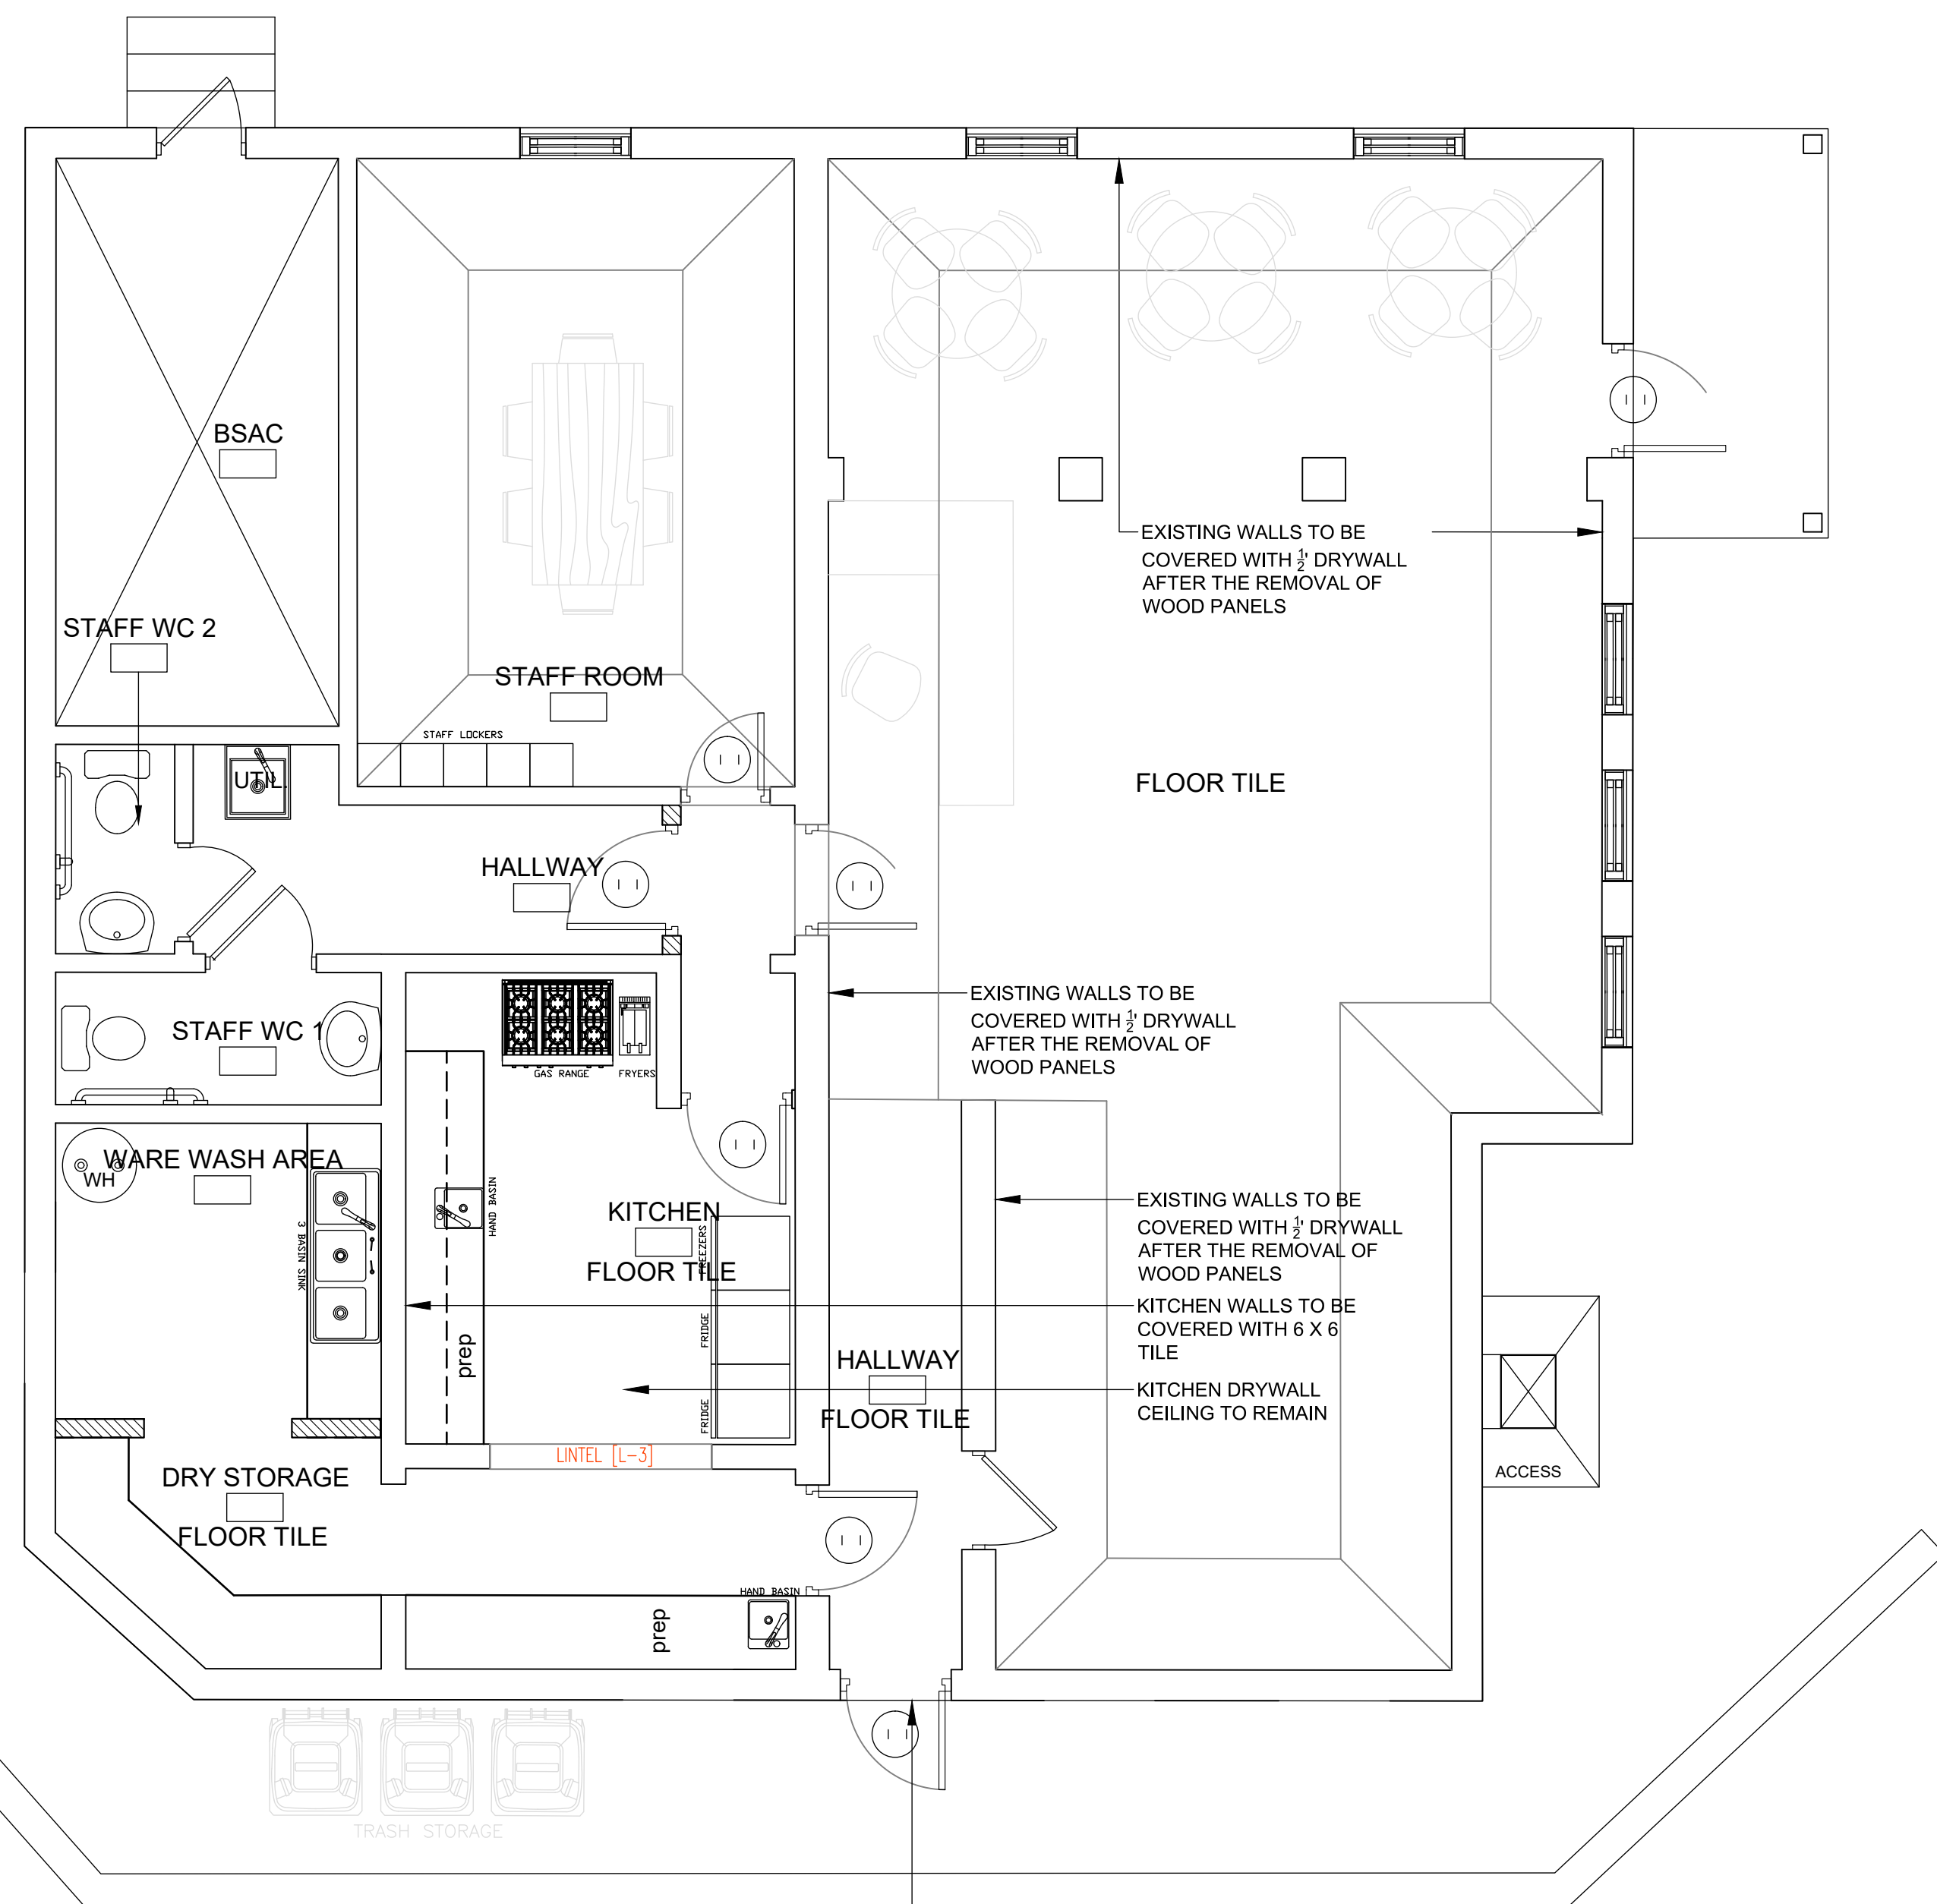 BSAC
STAFF WC 2
STAFF ROOM
STAFF LOCKERS
UTIL.
HALLWAY
EXISTING WALLS TO BE
COVERED WITH ½' DRYWALL
AFTER THE REMOVAL OF
WOOD PANELS
FLOOR TILE
EXISTING WALLS TO BE
COVERED WITH ½' DRYWALL
AFTER THE REMOVAL OF
WOOD PANELS
STAFF WC 1
GAS RANGE
FRYERS
WARE WASH AREA
WH
3 BASIN SINK
HAND BASIN
KITCHEN
FLOOR TILE
FREEZERS
FRIDGE
FRIDGE
prep
LINTEL [L-3]
EXISTING WALLS TO BE
COVERED WITH ½' DRYWALL
AFTER THE REMOVAL OF
WOOD PANELS
KITCHEN WALLS TO BE
COVERED WITH 6 X 6
TILE
KITCHEN DRYWALL
CEILING TO REMAIN
HALLWAY
FLOOR TILE
ACCESS
DRY STORAGE
FLOOR TILE
HAND BASIN
prep
TRASH STORAGE